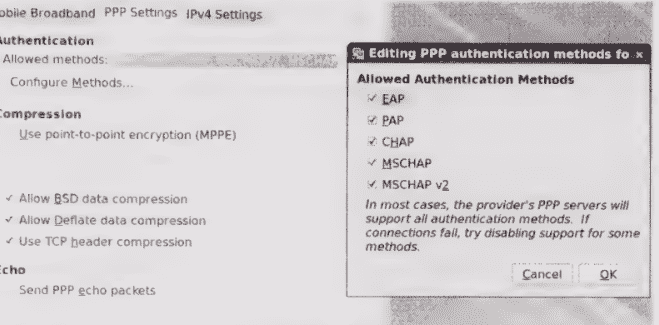 obile Broadband PPP Settings IPv4 Settings
Authentication
Allowed methods:
Configure Methods...
Compression
Use point-to-point encryption (MPPE)
Allow BSD data compression
Allow Deflate data compression
Use TCP header compression
Echo
Send PPP echo packets
Editing PPP authentication methods fo
Allowed Authentication Methods
EAP
PAP
CHAP
MSCHAP
MSCHAP v2
In most cases, the provider's PPP servers will
support all authentication methods. If
connections fail, try disabling support for some
methods.
Cancel OK